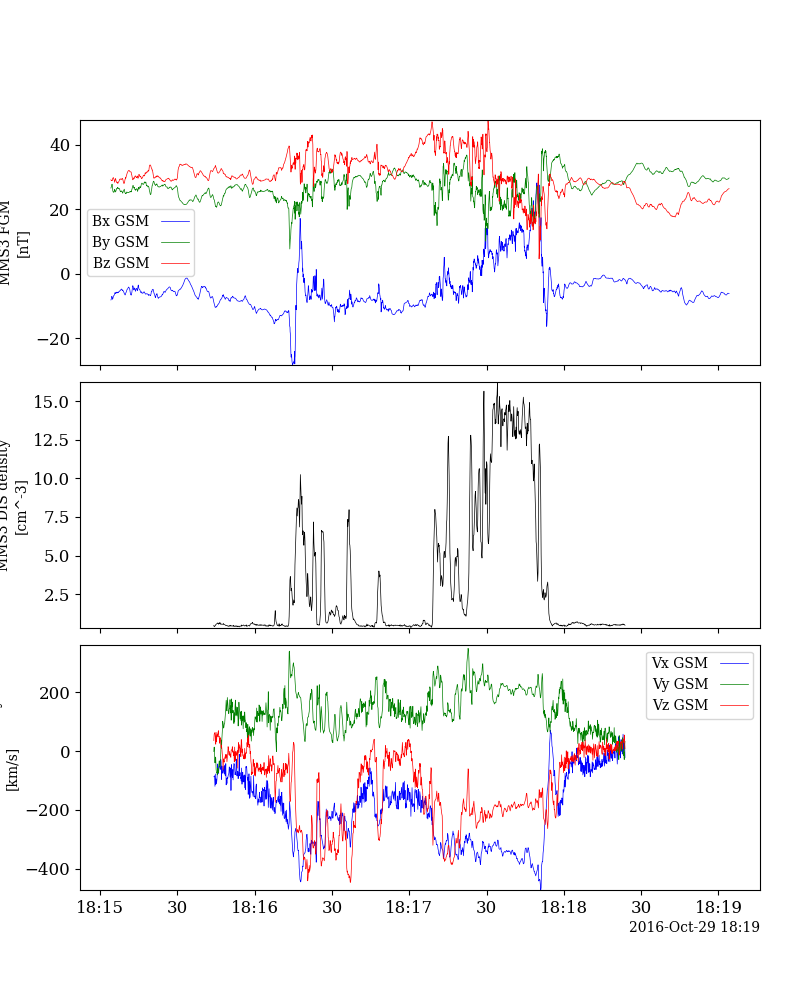 40
20
0
−20
MMS3 FGM
[nT]
Bx GSM
By GSM
Bz GSM
15.0
12.5
10.0
7.5
5.0
2.5
MMS3 DIS density
[cm^-3]
200
0
−200
−400
[km/s]
Vx GSM
Vy GSM
Vz GSM
18:15 30 18:16 30 18:17 30 18:18 30 18:19
2016-Oct-29 18:19